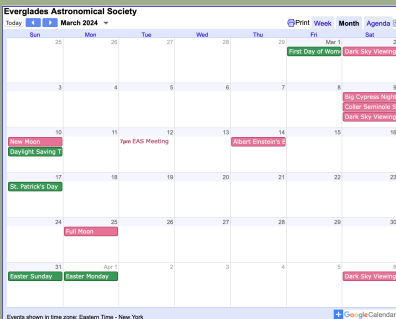 Everglades Astronomical Society
Today March 2024 Print Week Month Agenda
Sun Mon Tue Wed Thu Fri Sat
25 26 27 28 29 Mar 1 2
First Day of Wom Dark Sky Viewing
3 4 5 6 7 8 9
Big Cypress Night
Coller Seminole S
Dark Sky Viewing
10 11 12 13 14 15 16
New Moon 7pm EAS Meeting Albert Einstein's B
Daylight Saving T
17 18 19 20 21 22 23
St. Patrick's Day
24 25 26 27 28 29 30
Full Moon
31 Apr 1 2 3 4 5 6
Easter Sunday Easter Monday Dark Sky Viewing
Events shown in time zone: Eastern Time - New York
+ GoogleCalendar